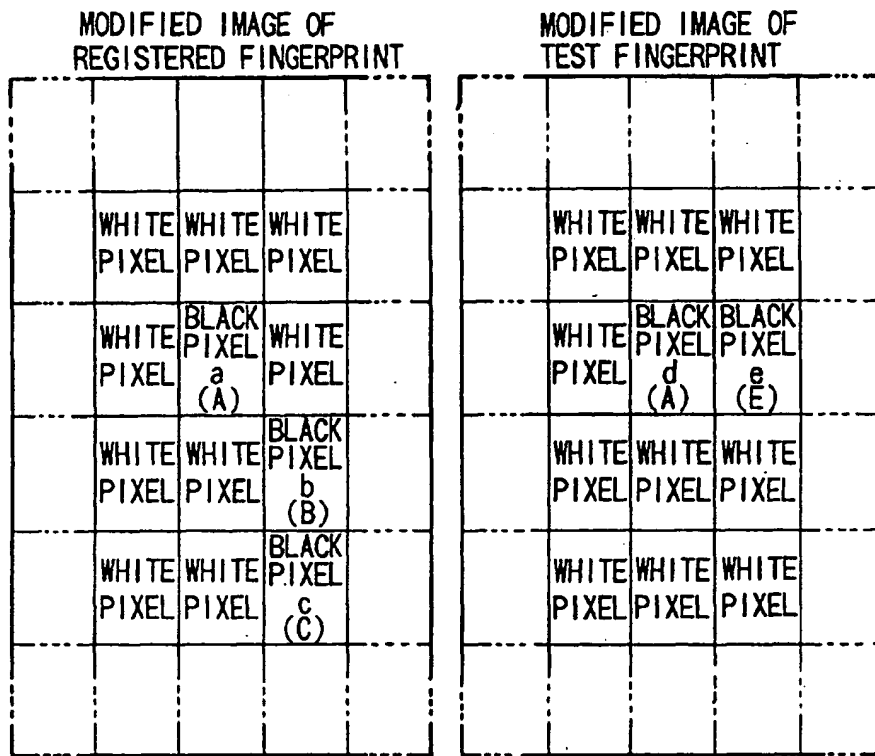 MODIFIED IMAGE OF
REGISTERED FINGERPRINT
WHITE PIXEL WHITE PIXEL WHITE PIXEL
WHITE PIXEL BLACK PIXEL a (A) WHITE PIXEL
WHITE PIXEL WHITE PIXEL BLACK PIXEL b (B)
WHITE PIXEL WHITE PIXEL BLACK PIXEL c (C)
MODIFIED IMAGE OF
TEST FINGERPRINT
WHITE PIXEL WHITE PIXEL WHITE PIXEL
WHITE PIXEL BLACK PIXEL d (A) BLACK PIXEL e (E)
WHITE PIXEL WHITE PIXEL WHITE PIXEL
WHITE PIXEL WHITE PIXEL WHITE PIXEL